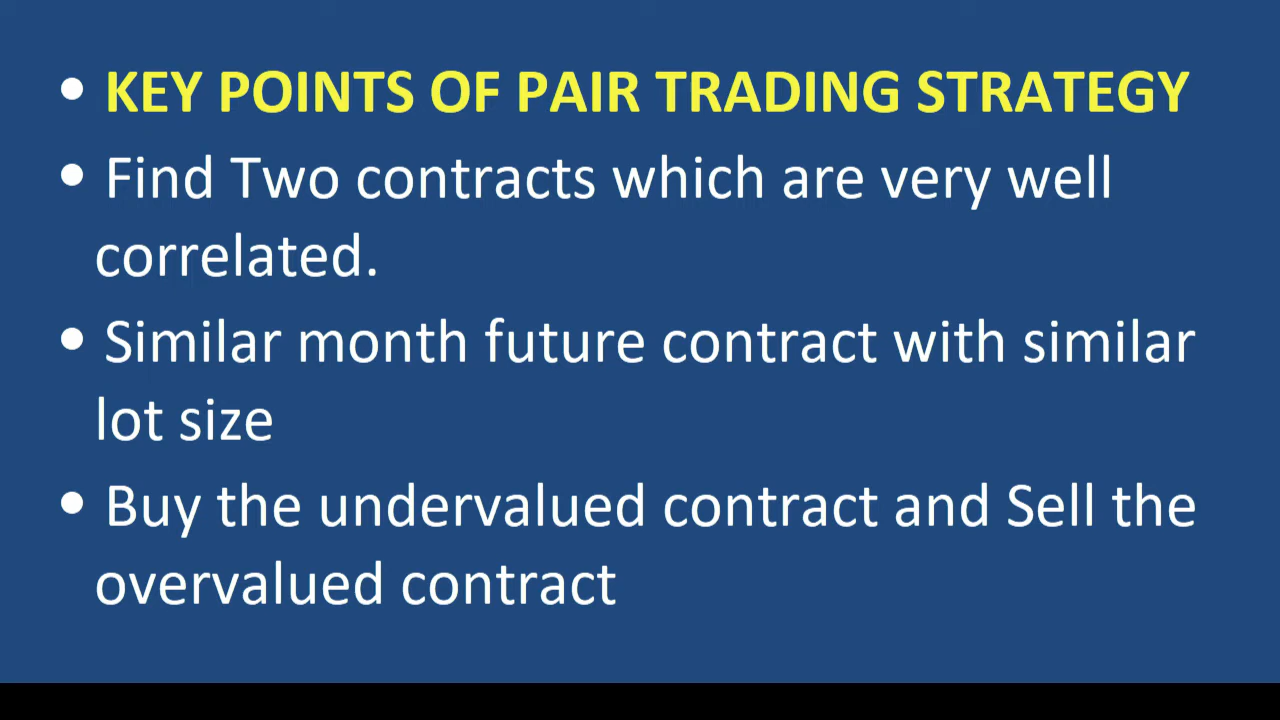 • KEY POINTS OF PAIR TRADING STRATEGY
• Find Two contracts which are very well
correlated.
• Similar month future contract with similar
lot size
• Buy the undervalued contract and Sell the
overvalued contract